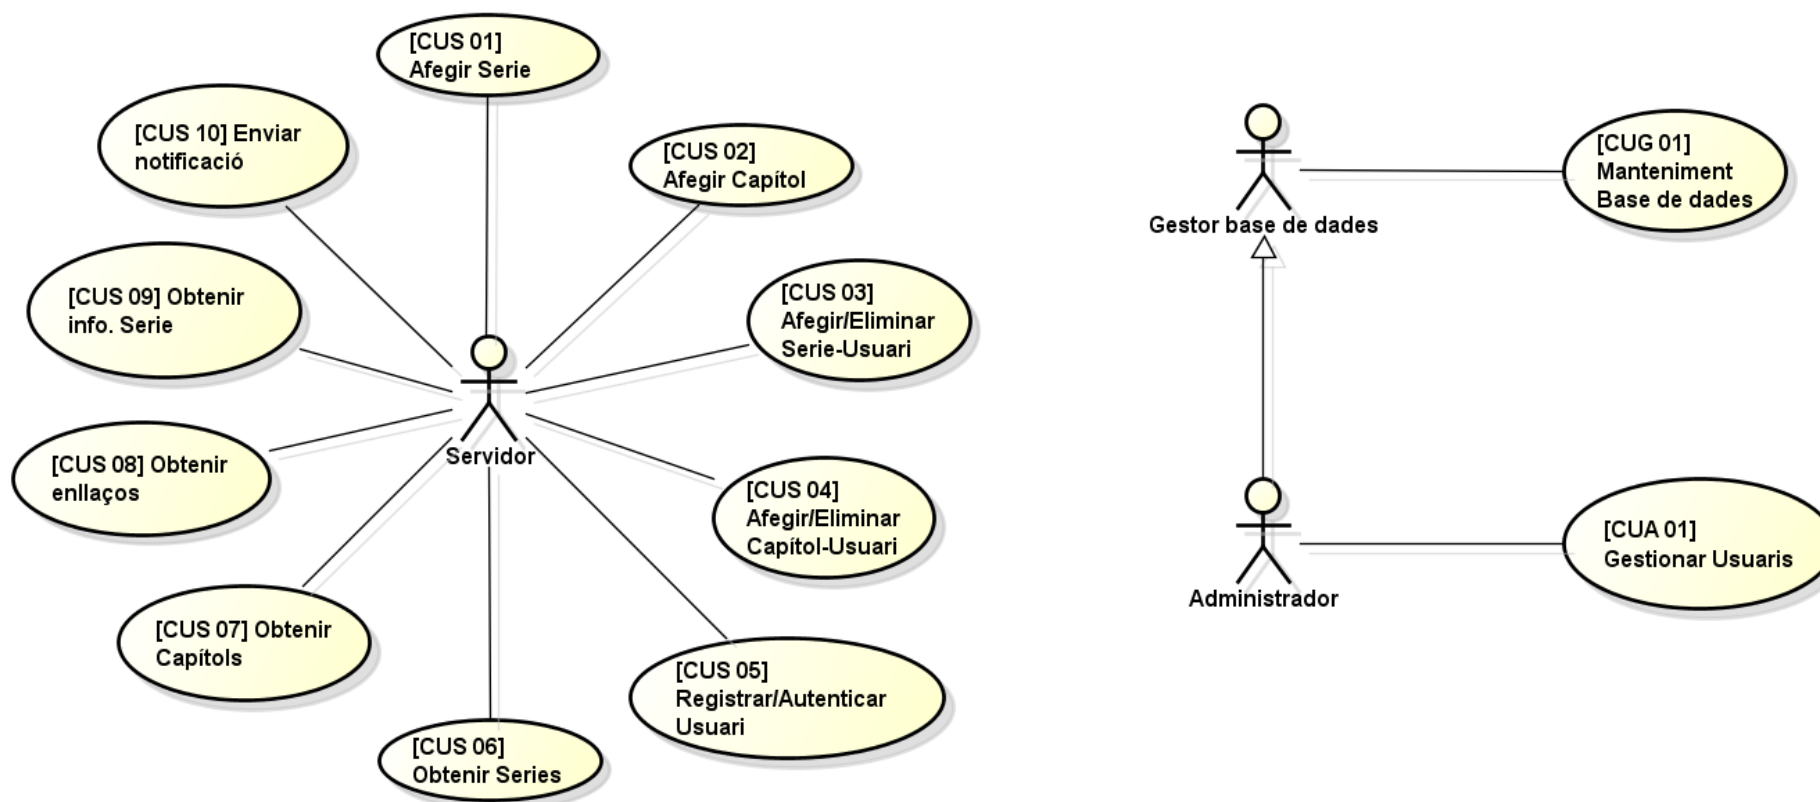 [CUS 01]
Afegir Serie
[CUS 10] Enviar
notificació
[CUS 02]
Afegir Capítol
[CUS 09] Obtenir
info. Serie
[CUS 03]
Afegir/Eliminar
Serie-Usuari
Servidor
[CUS 08] Obtenir
enllaços
[CUS 04]
Afegir/Eliminar
Capítol-Usuari
[CUS 07] Obtenir
Capítols
[CUS 05]
Registrar/Autenticar
Usuari
[CUS 06]
Obtenir Series
Gestor base de dades
[CUG 01]
Manteniment
Base de dades
Administrador
[CUA 01]
Gestionar Usuaris